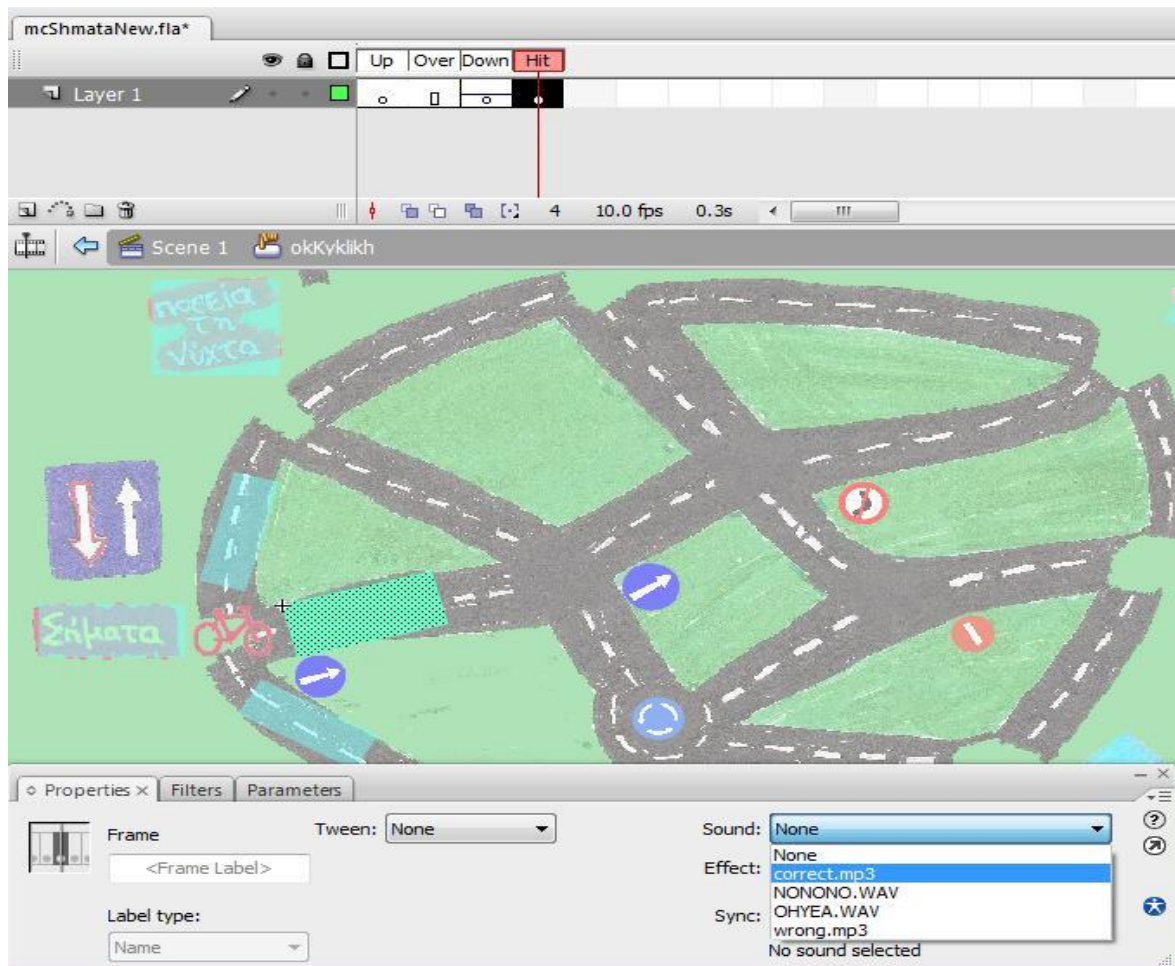 mcShmataNew.fla*
Up Over Down Hit
Layer 1
4 10.0 fps 0.3s
Scene 1 okKyklikh
πορεία
τη
νύχτα
Σήματα
Properties × Filters Parameters
Frame
Tween: None
Sound: None
<Frame Label>
None
Effect:
correct.mp3
NONONO.WAV
Label type:
Sync:
OHYEA.WAV
wrong.mp3
Name
No sound selected